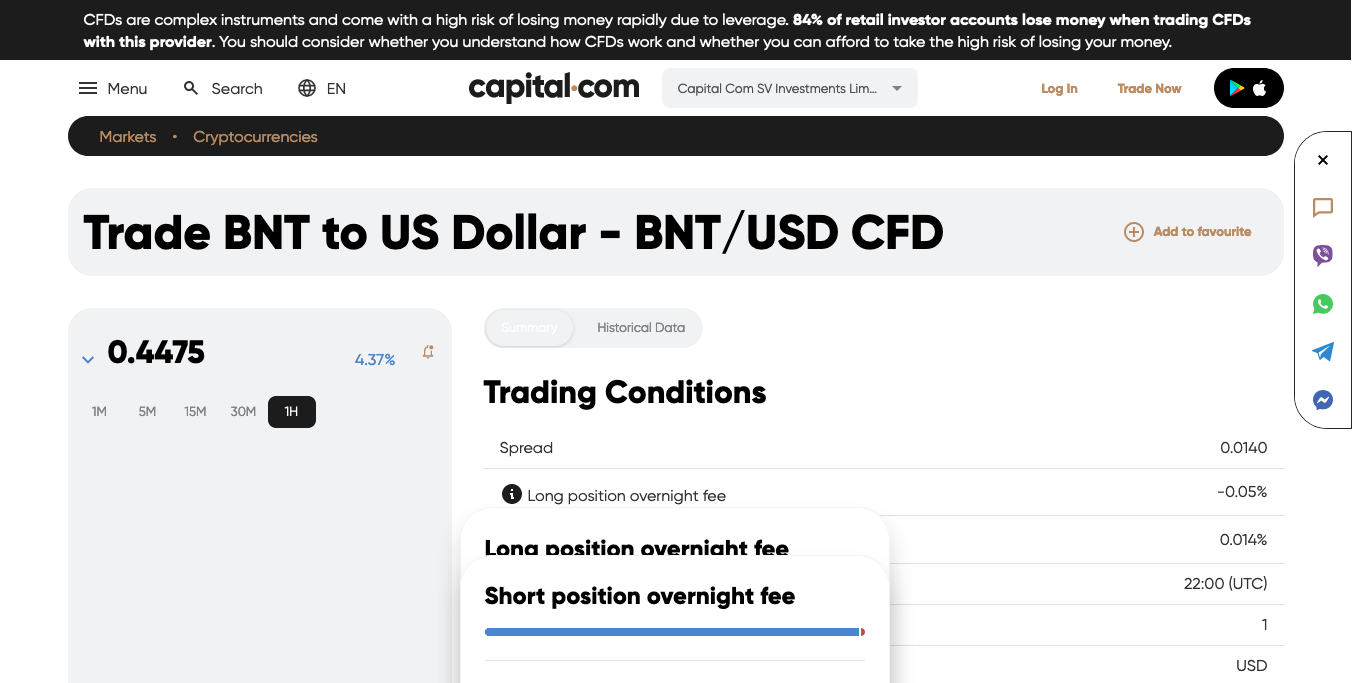 CFDs are complex instruments and come with a high risk of losing money rapidly due to leverage. 84% of retail investor accounts lose money when trading CFDs
with this provider. You should consider whether you understand how CFDs work and whether you can afford to take the high risk of losing your money.
Menu Search EN capital.com Capital Com SV Investments Lim... Log In Trade Now
Markets • Cryptocurrencies
Trade BNT to US Dollar - BNT/USD CFD Add to favourite
0.4475 4.37%
1M 5M 15M 30M 1H
Summary Historical Data
Trading Conditions
Spread 0.0140
Long position overnight fee -0.05%
Long position overnight fee
0.014%
Short position overnight fee
22:00 (UTC)
1
USD